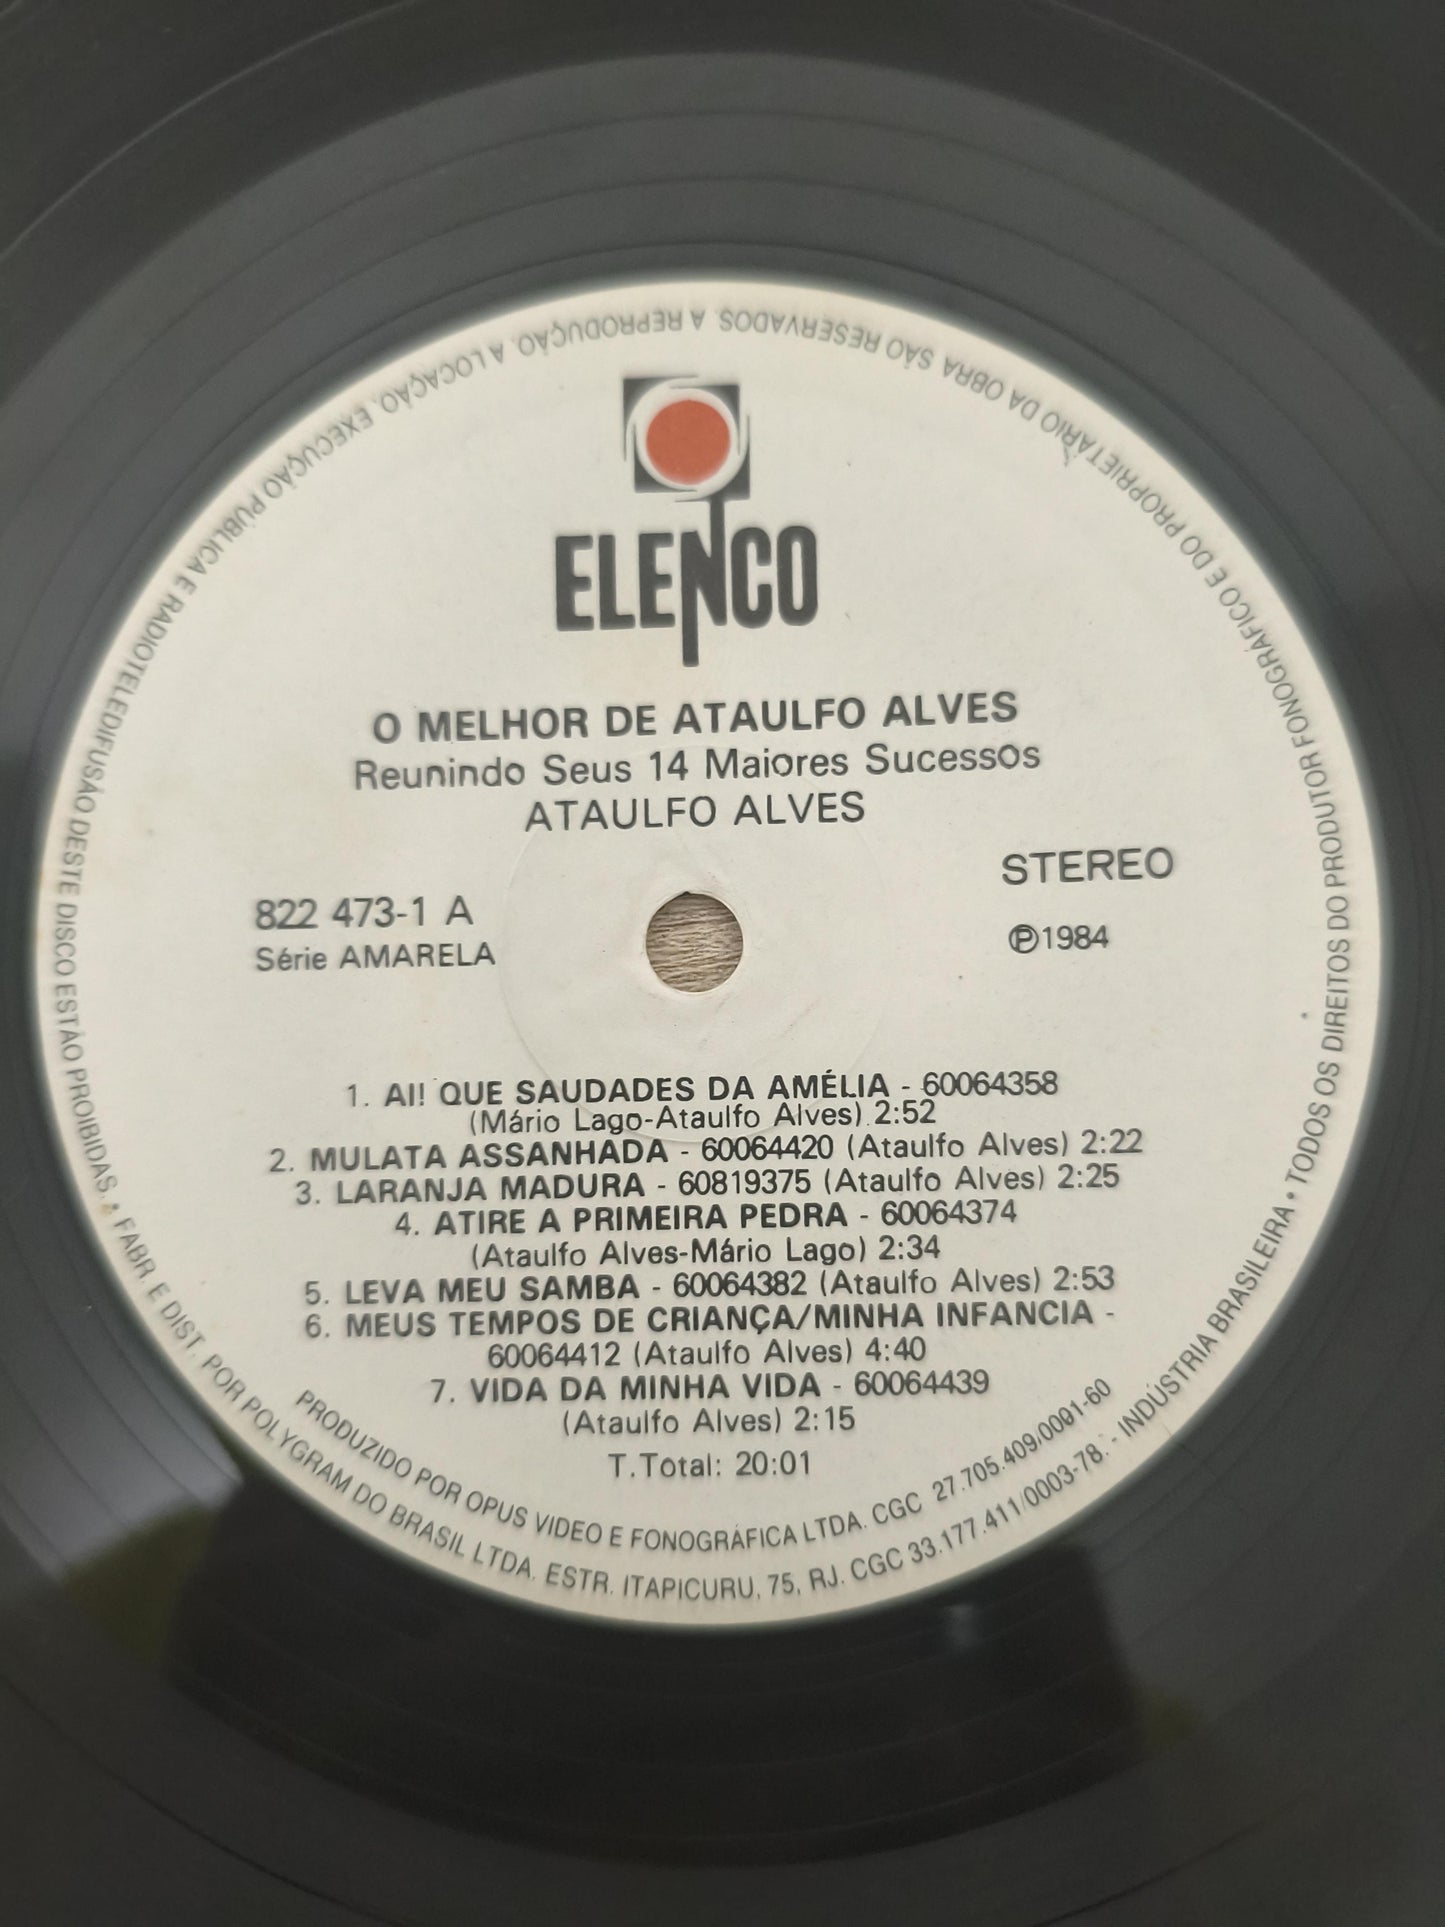 ELENCO
O MELHOR DE ATAULFO ALVES
Reunindo Seus 14 Maiores Sucessos
ATAULFO ALVES
822 473-1 A
Série AMARELA
STEREO
℗1984
1. AI! QUE SAUDADES DA AMÉLIA - 60064358
(Mário Lago-Ataulfo Alves) 2:52
2. MULATA ASSANHADA - 60064420 (Ataulfo Alves) 2:22
3. LARANJA MADURA - 60819375 (Ataulfo Alves) 2:25
4. ATIRE A PRIMEIRA PEDRA - 60064374
(Ataulfo Alves-Mário Lago) 2:34
5. LEVA MEU SAMBA - 60064382 (Ataulfo Alves) 2:53
6. MEUS TEMPOS DE CRIANÇA/MINHA INFANCIA -
60064412 (Ataulfo Alves) 4:40
7. VIDA DA MINHA VIDA - 60064439
(Ataulfo Alves) 2:15
T.Total: 20:01
PRODUZIDO POR OPUS VIDEO E FONOGRÁFICA LTDA. CGC 27.705.409/0001-60
• FABR. E DIST. POR POLYGRAM DO BRASIL LTDA. ESTR. ITAPICURU, 75, RJ. CGC 33.177.411/0003-78. - INDÚSTRIA BRASILEIRA • TODOS OS DIREITOS DO PRODUTOR FONOGRÁFICO E DO PROPRIETÁRIO DA OBRA SÃO RESERVADOS. A REPRODUÇÃO, A LOCAÇÃO, EXECUÇÃO PÚBLICA E RADIOTELEDIFUSÃO DESTE DISCO ESTÃO PROIBIDAS.